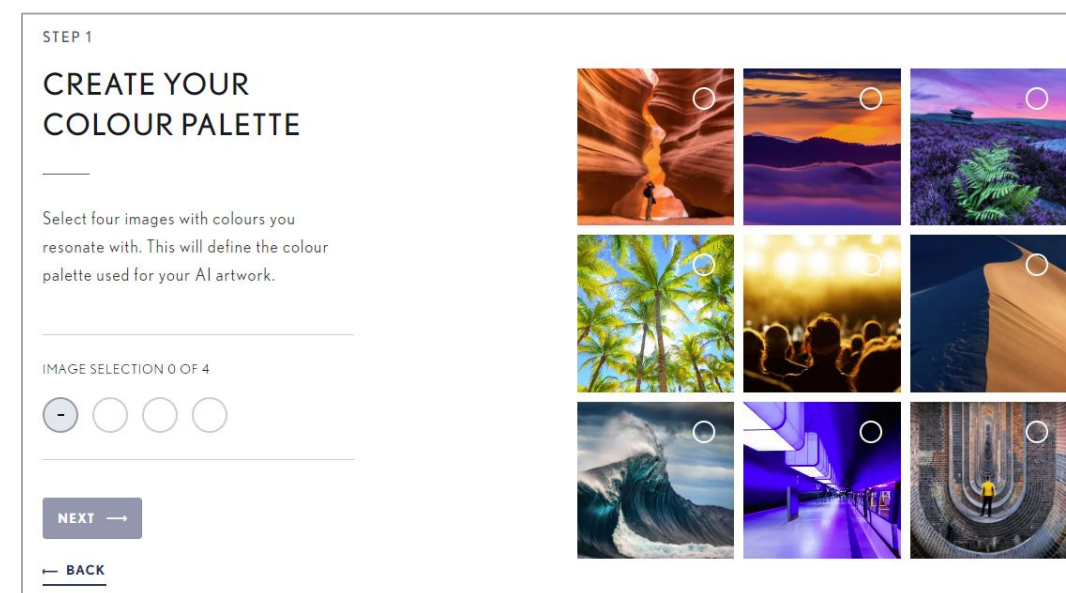 STEP 1
CREATE YOUR
COLOUR PALETTE
Select four images with colours you
resonate with. This will define the colour
palette used for your AI artwork.
IMAGE SELECTION 0 OF 4
-
NEXT ⟶
⟵ BACK